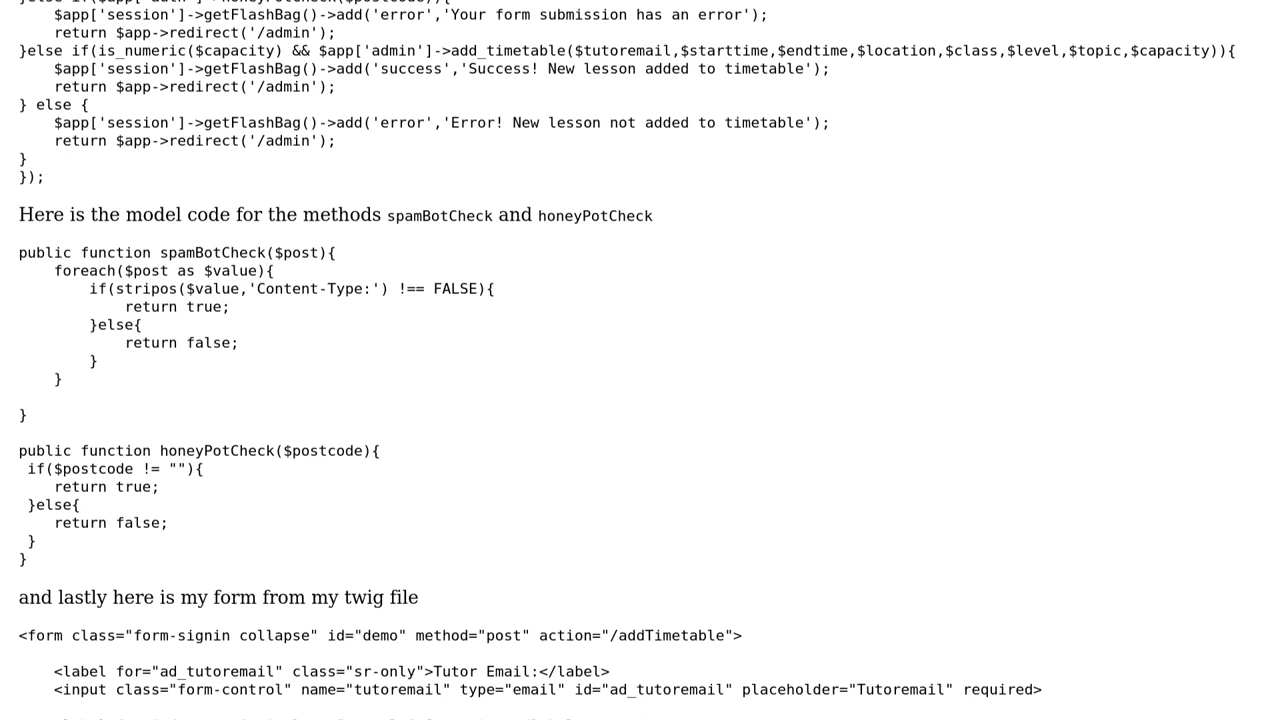 $app['session']->getFlashBag()->add('error','Your form submission has an error');
return $app->redirect('/admin');
}else if(is_numeric($capacity) && $app['admin']->add_timetable($tutoremail,$starttime,$endtime,$location,$class,$level,$topic,$capacity)){
$app['session']->getFlashBag()->add('success','Success! New lesson added to timetable');
return $app->redirect('/admin');
} else {
$app['session']->getFlashBag()->add('error','Error! New lesson not added to timetable');
return $app->redirect('/admin');
}
});
Here is the model code for the methods spamBotCheck and honeyPotCheck
public function spamBotCheck($post){
foreach($post as $value){
if(stripos($value,'Content-Type:') !== FALSE){
return true;
}else{
return false;
}
}
}
public function honeyPotCheck($postcode){
if($postcode != ""){
return true;
}else{
return false;
}
}
and lastly here is my form from my twig file
<form class="form-signin collapse" id="demo" method="post" action="/addTimetable">
<label for="ad_tutoremail" class="sr-only">Tutor Email:</label>
<input class="form-control" name="tutoremail" type="email" id="ad_tutoremail" placeholder="Tutoremail" required>